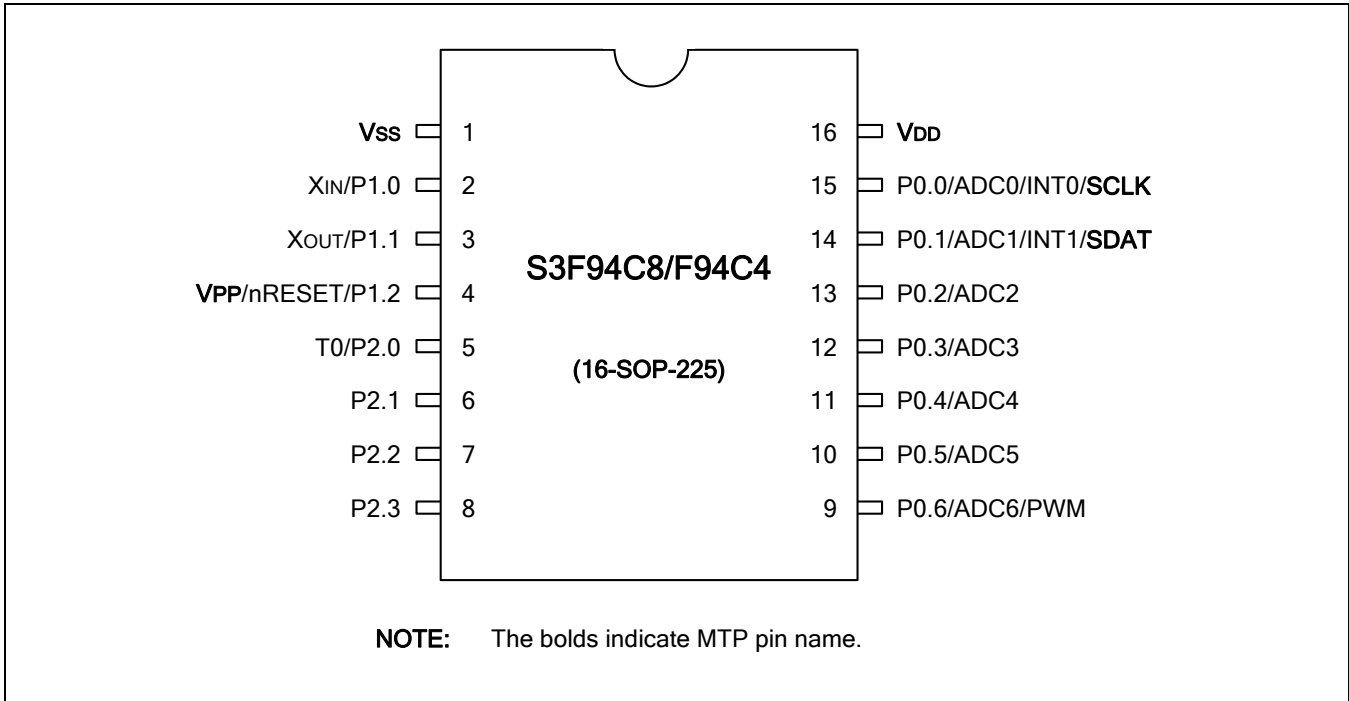 VSS 1 16 VDD
XIN/P1.0 2 15 P0.0/ADC0/INT0/SCLK
XOUT/P1.1 3 14 P0.1/ADC1/INT1/SDAT
S3F94C8/F94C4
VPP/nRESET/P1.2 4 13 P0.2/ADC2
T0/P2.0 5 12 P0.3/ADC3
(16-SOP-225)
P2.1 6 11 P0.4/ADC4
P2.2 7 10 P0.5/ADC5
P2.3 8 9 P0.6/ADC6/PWM
NOTE: The bolds indicate MTP pin name.